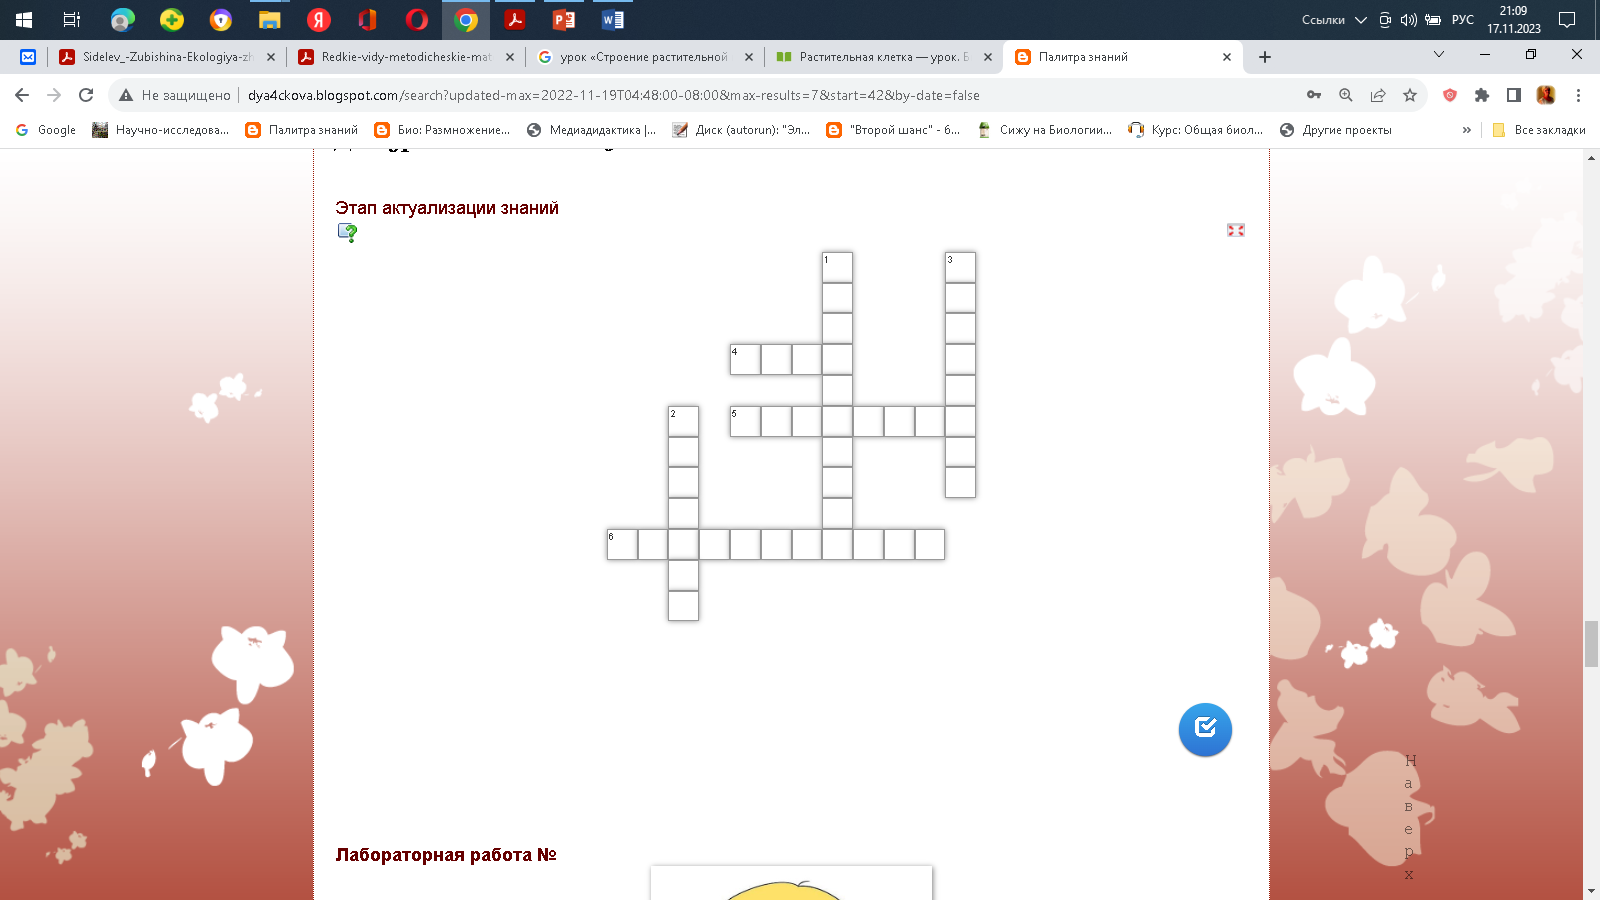 Ссылки РУС 21:09
17.11.2023
Sidelev_-Zubishina-Ekologiya-zh
Redkie-vidy-metodicheskie-mat
урок «Строение растительной
Растительная клетка — урок. Б
Палитра знаний
Не защищено dya4ckova.blogspot.com/search?updated-max=2022-11-19T04:48:00-08:00&max-results=7&start=42&by-date=false
Google Научно-исследова... Палитра знаний Био: Размножение... Медиадидактика |... Диск (autorun): "Эл... "Второй шанс" - б... Сижу на Биологии... Курс: Общая биол... Другие проекты » Все закладки
Этап актуализации знаний
1 3
4
2 5
6
Наверх
Лабораторная работа №